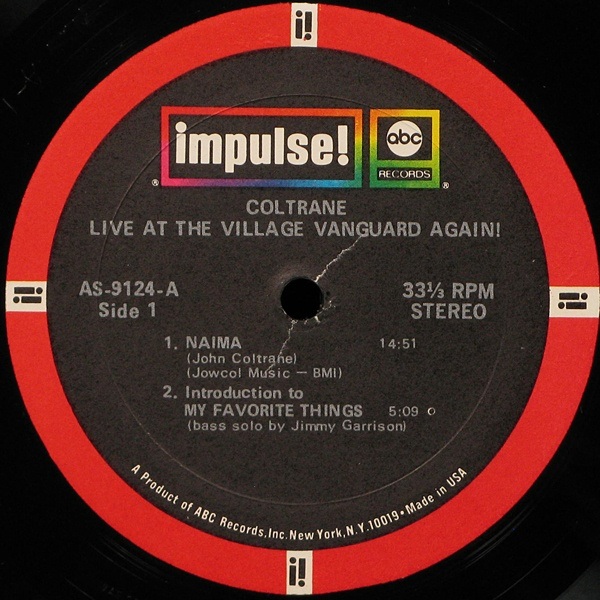 i!
impulse!
abc
RECORDS
®
®
COLTRANE
LIVE AT THE VILLAGE VANGUARD AGAIN!
AS-9124-A
Side 1
33⅓ RPM
STEREO
i!
i!
1. NAIMA 14:51
(John Coltrane)
(Jowcol Music — BMI)
2. Introduction to
MY FAVORITE THINGS 5:09
(bass solo by Jimmy Garrison)
A Product of ABC Records, Inc. New York, N.Y. 10019 • Made in USA
i!